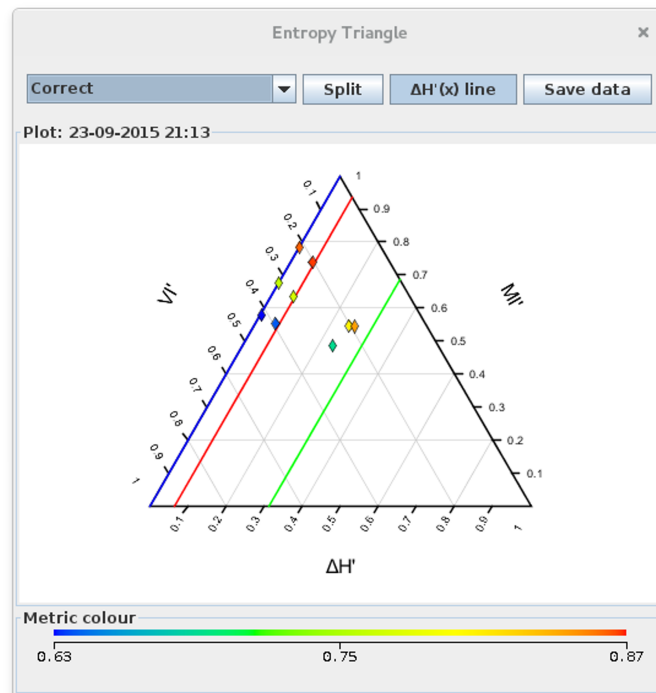 Entropy Triangle
Correct
Split
ΔH'(x) line
Save data
Plot: 23-09-2015 21:13
VI'
0.1
0.2
0.3
0.4
0.5
0.6
0.7
0.8
0.9
1
MI'
1
0.9
0.8
0.7
0.6
0.5
0.4
0.3
0.2
0.1
0.1 0.2 0.3 0.4 0.5 0.6 0.7 0.8 0.9 1
ΔH'
Metric colour
0.63 0.75 0.87